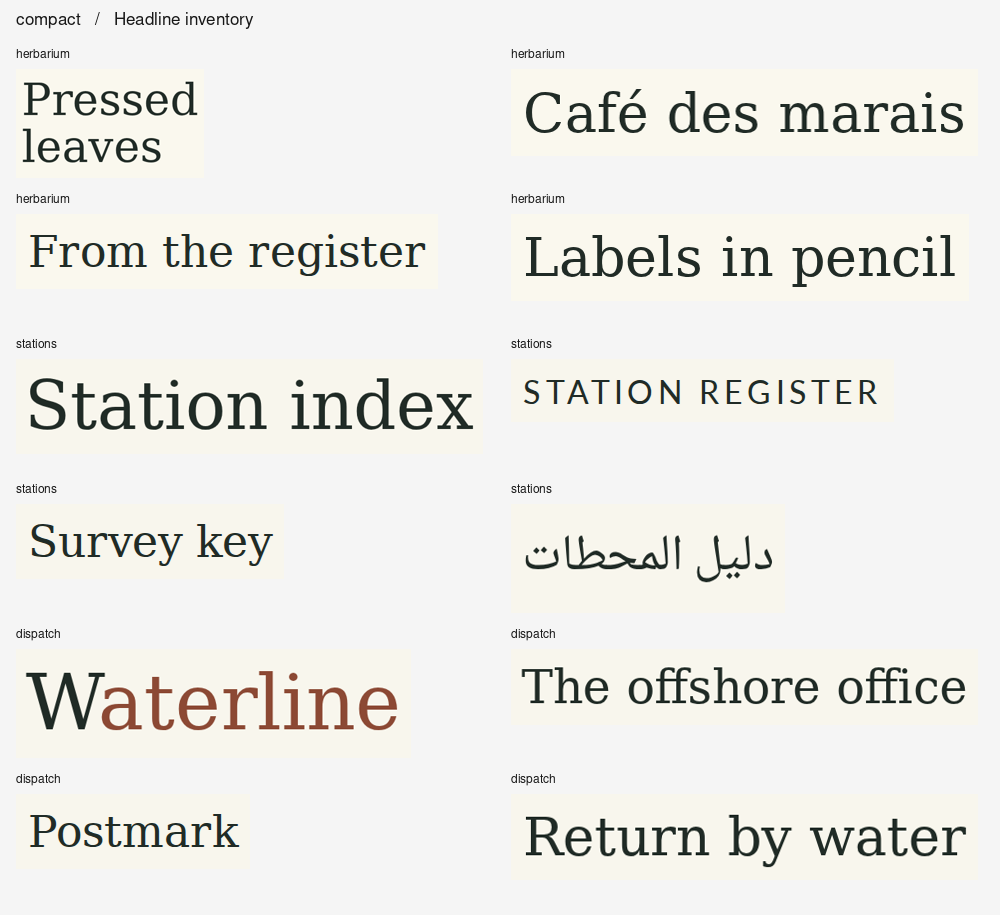 compact / Headline inventory
herbarium
Pressed
leaves
herbarium
Café des marais
herbarium
From the register
herbarium
Labels in pencil
stations
Station index
stations
STATION REGISTER
stations
Survey key
stations
دليل المحطات
dispatch
Waterline
dispatch
The offshore office
dispatch
Postmark
dispatch
Return by water